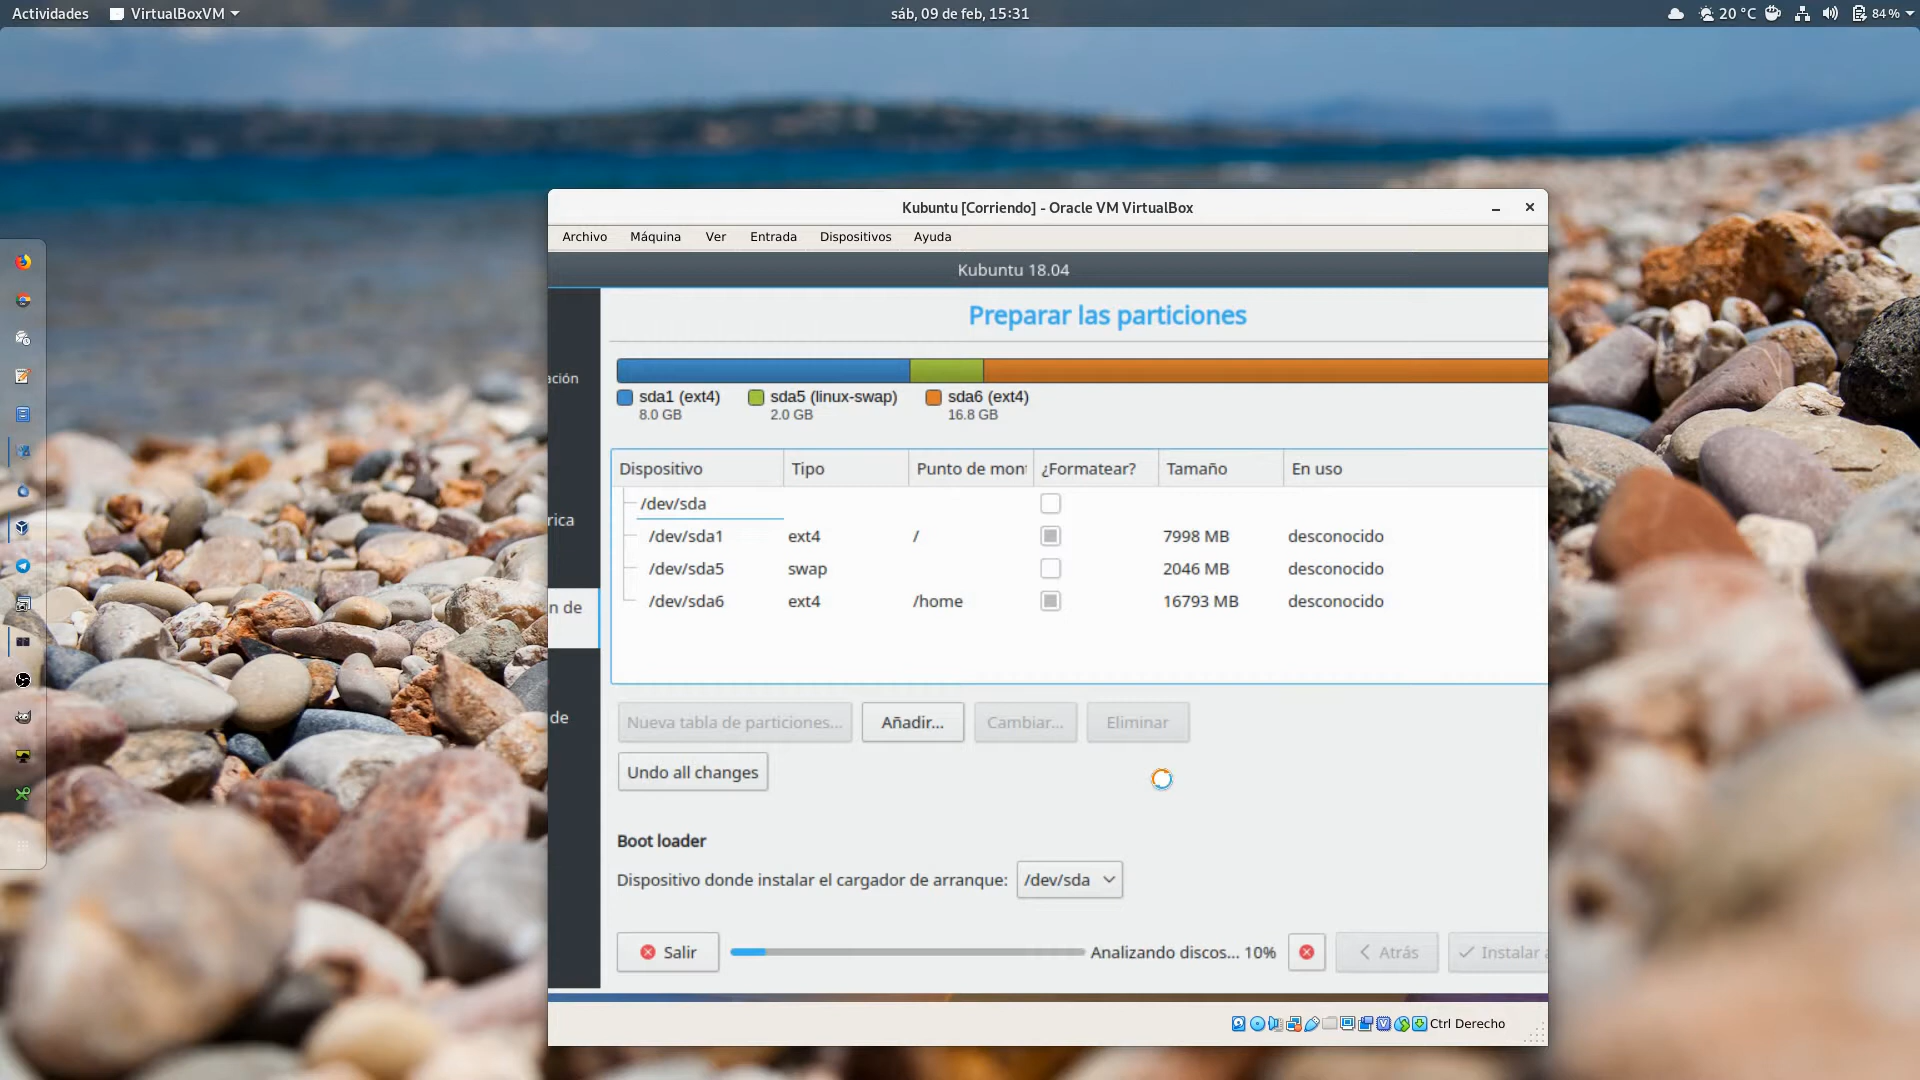 Actividades VirtualBoxVM sáb, 09 de feb, 15:31 20 °C 84 %
Kubuntu [Corriendo] - Oracle VM VirtualBox
Archivo Máquina Ver Entrada Dispositivos Ayuda
Kubuntu 18.04
Preparar las particiones
ación
rica
n de
de
sda1 (ext4) sda5 (linux-swap) sda6 (ext4)
8.0 GB 2.0 GB 16.8 GB
Dispositivo Tipo Punto de mon ¿Formatear? Tamaño En uso
/dev/sda
/dev/sda1 ext4 / 7998 MB desconocido
/dev/sda5 swap 2046 MB desconocido
/dev/sda6 ext4 /home 16793 MB desconocido
Nueva tabla de particiones... Añadir... Cambiar... Eliminar
Undo all changes
Boot loader
Dispositivo donde instalar el cargador de arranque: /dev/sda
Salir Analizando discos... 10% Atrás Instalar a
Ctrl Derecho